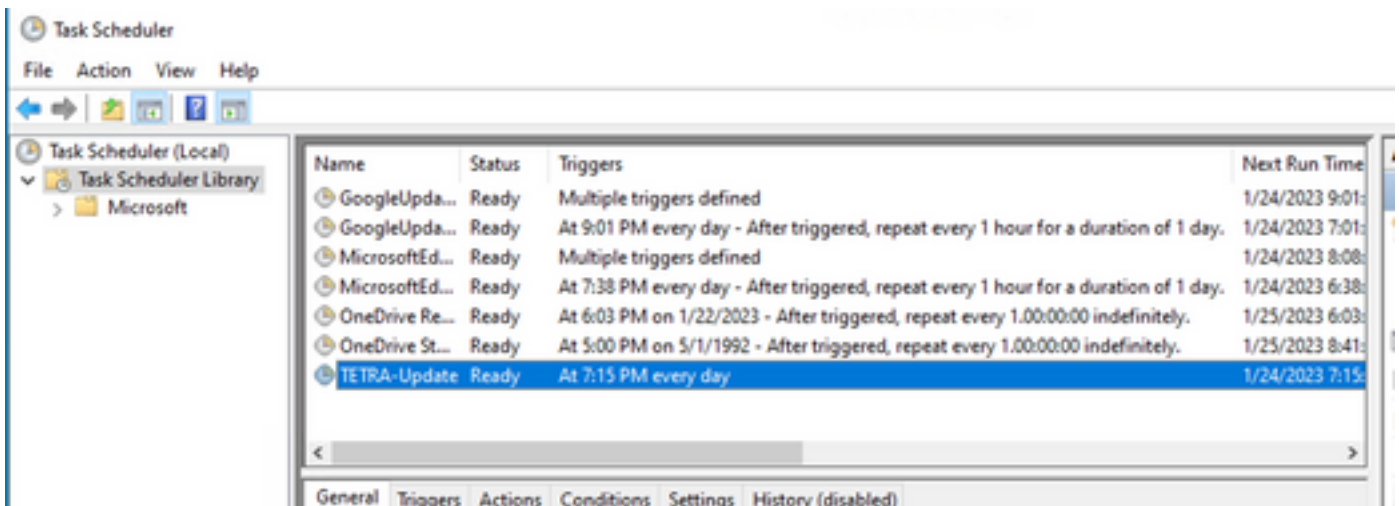 Task Scheduler
File Action View Help
Task Scheduler (Local)
Task Scheduler Library
Microsoft
Name Status Triggers Next Run Time
GoogleUpda... Ready Multiple triggers defined 1/24/2023 9:01:
GoogleUpda... Ready At 9:01 PM every day - After triggered, repeat every 1 hour for a duration of 1 day. 1/24/2023 7:01:
MicrosoftEd... Ready Multiple triggers defined 1/24/2023 8:08:
MicrosoftEd... Ready At 7:38 PM every day - After triggered, repeat every 1 hour for a duration of 1 day. 1/24/2023 6:38:
OneDrive Re... Ready At 6:03 PM on 1/22/2023 - After triggered, repeat every 1.00:00:00 indefinitely. 1/25/2023 6:03:
OneDrive St... Ready At 5:00 PM on 5/1/1992 - After triggered, repeat every 1.00:00:00 indefinitely. 1/25/2023 8:41:
TETRA-Update Ready At 7:15 PM every day 1/24/2023 7:15:
General Triggers Actions Conditions Settings History (disabled)